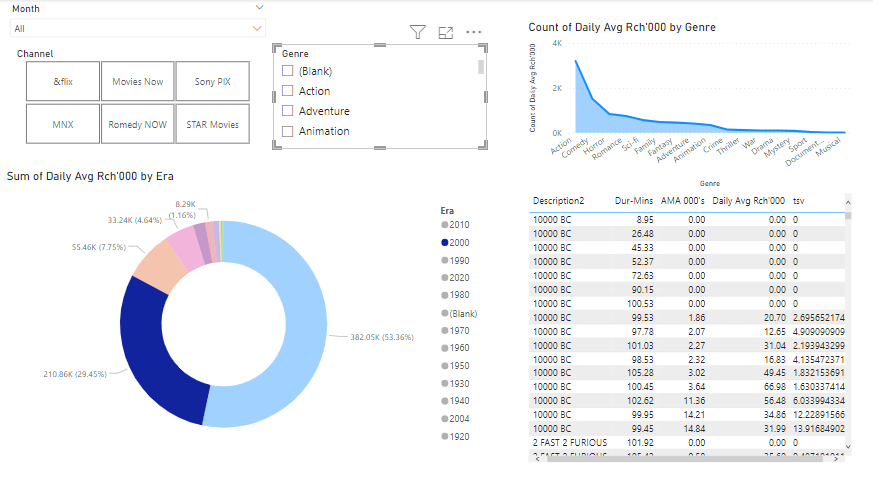 Month
All
Channel
&flix
Movies Now
Sony PIX
MNX
Romedy NOW
STAR Movies
Genre
(Blank)
Action
Adventure
Animation
Sum of Daily Avg Rch'000 by Era
8.29K
(1.16%)
33.24K (4.64%)
55.46K (7.75%)
210.86K (29.45%)
382.05K (53.36%)
Era
2010
2000
1990
2020
1980
(Blank)
1970
1960
1950
1930
1940
2004
1920
Count of Daily Avg Rch'000 by Genre
Count of Daily Avg Rch'000
4K
2K
0K
Action
Comedy
Horror
Romance
Sci-fi
Family
Fantasy
Adventure
Animation
Crime
Thriller
War
Drama
Mystery
Sport
Document...
Musical
Genre
Description2 Dur-Mins AMA 000's Daily Avg Rch'000 tsv
10000 BC 8.95 0.00 0.00 0
10000 BC 26.48 0.00 0.00 0
10000 BC 45.33 0.00 0.00 0
10000 BC 52.37 0.00 0.00 0
10000 BC 72.63 0.00 0.00 0
10000 BC 90.15 0.00 0.00 0
10000 BC 100.53 0.00 0.00 0
10000 BC 99.53 1.86 20.70 2.695652174
10000 BC 97.78 2.07 12.65 4.909090909
10000 BC 101.03 2.27 31.04 2.193943299
10000 BC 98.53 2.32 16.83 4.135472371
10000 BC 105.28 3.02 49.45 1.832153691
10000 BC 100.45 3.64 66.98 1.630337414
10000 BC 102.62 11.36 56.48 6.033994334
10000 BC 99.95 14.21 34.86 12.22891566
10000 BC 99.45 14.84 31.99 13.91684902
2 FAST 2 FURIOUS 101.92 0.00 0.00 0
2 FAST 2 FURIOUS